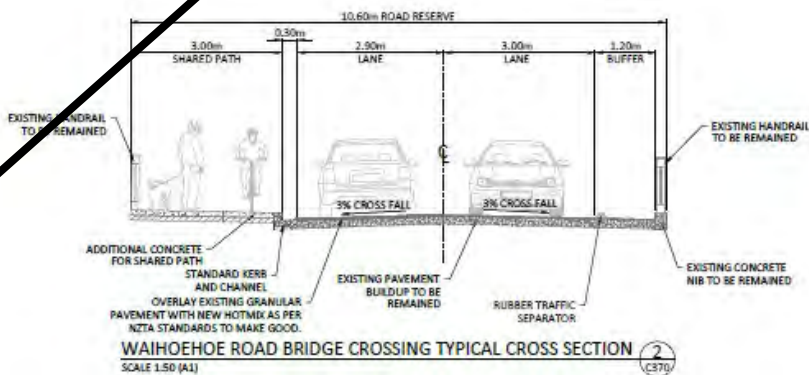 10.60m ROAD RESERVE
0.30m
3.00m
SHARED PATH
2.90m
LANE
3.00m
LANE
1.20m
BUFFER
EXISTING HANDRAIL
TO BE REMAINED
EXISTING HANDRAIL
TO BE REMAINED
3% CROSS FALL
3% CROSS FALL
ADDITIONAL CONCRETE
FOR SHARED PATH
STANDARD KERB
AND CHANNEL
OVERLAY EXISTING GRANULAR
PAVEMENT WITH NEW HOTMIX AS PER
NZTA STANDARDS TO MAKE GOOD.
EXISTING PAVEMENT
BUILDUP TO BE
REMAINED
RUBBER TRAFFIC
SEPARATOR
EXISTING CONCRETE
NIB TO BE REMAINED
WAIHOEHOE ROAD BRIDGE CROSSING TYPICAL CROSS SECTION
SCALE 1:50 (A1)
2
C370